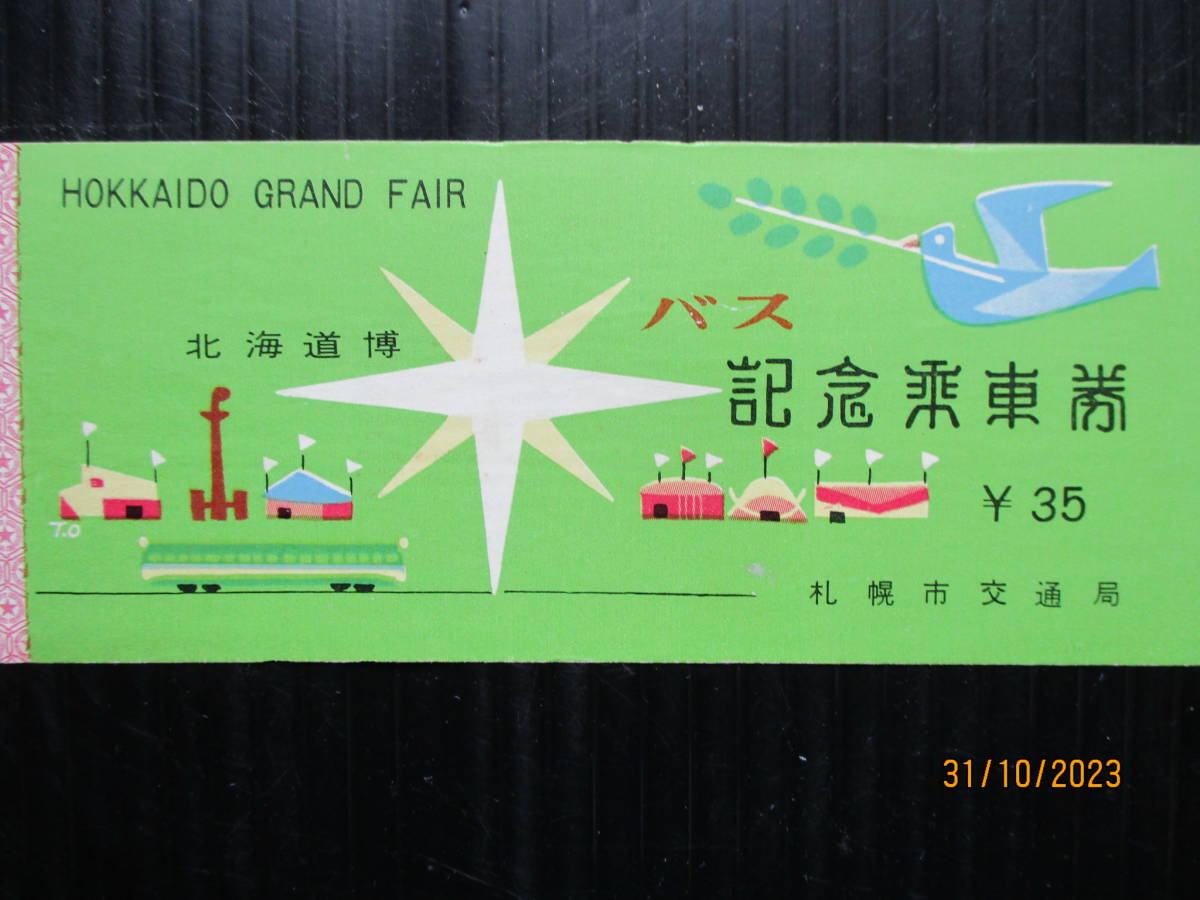 HOKKAIDO GRAND FAIR
北海道博
バス
記念乗車券
¥35
T.O
札幌市交通局
31/10/2023